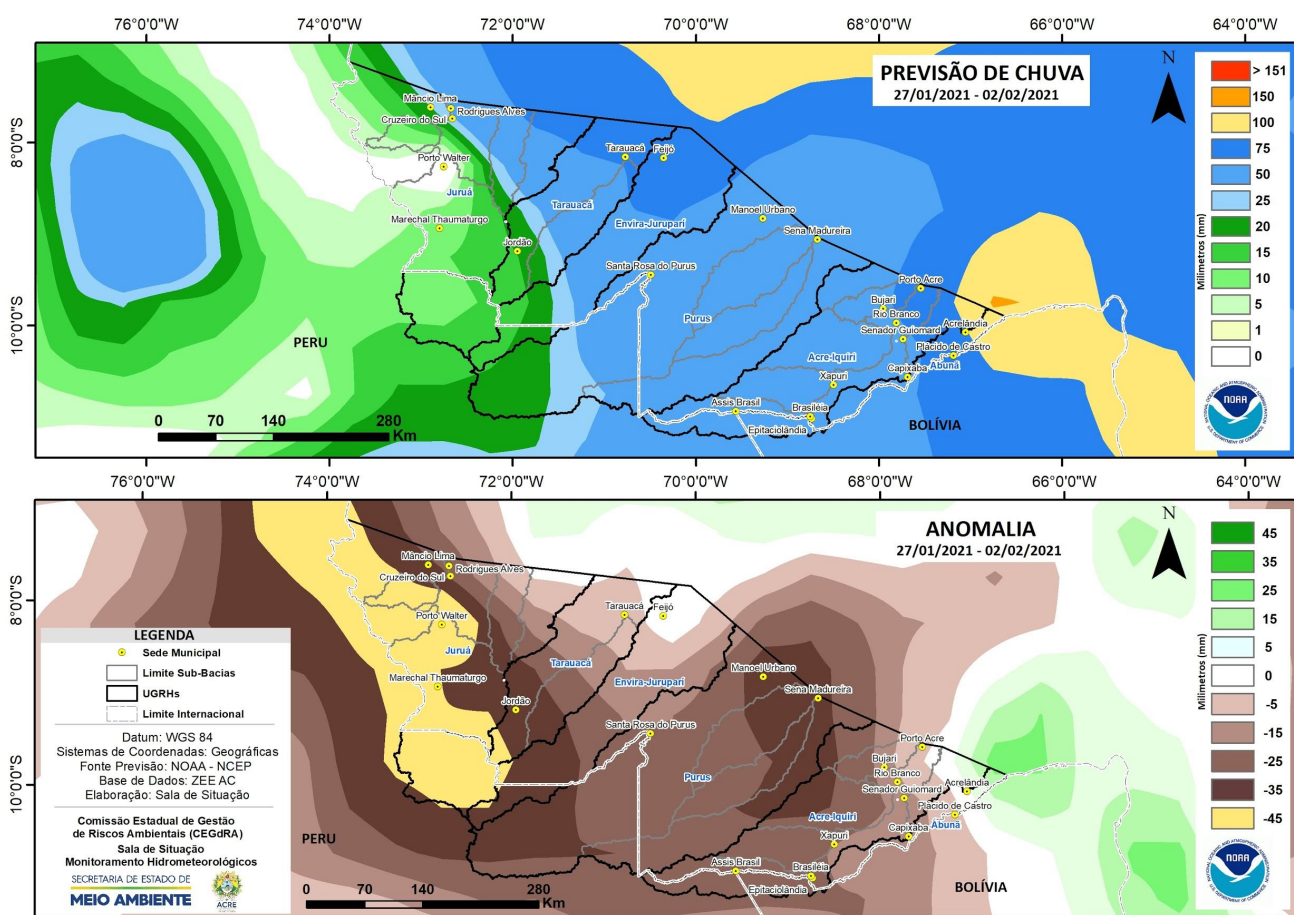 76°0'0"W 74°0'0"W 72°0'0"W 70°0'0"W 68°0'0"W 66°0'0"W 64°0'0"W
PREVISÃO DE CHUVA
27/01/2021 - 02/02/2021
N
8°0'0"S
10°0'0"S
Mâncio Lima
Rodrigues Alves
Cruzeiro do Sul
Porto Walter
Juruá
Marechal Thaumaturgo
Jordão
Tarauacá
Feijó
Tarauacá
Envira-Jurupari
Manoel Urbano
Sena Madureira
Santa Rosa do Purus
Purus
Porto Acre
Bujari
Rio Branco
Senador Guiomard
Acrelândia
Plácido de Castro
Abunã
Acre-Iquiri
Capixaba
Xapuri
Assis Brasil
Brasiléia
Epitaciolândia
PERU
BOLÍVIA
0 70 140 280
Km
Milimetros (mm)
> 151
150
100
75
50
25
20
15
10
5
1
0
NOAA
76°0'0"W 74°0'0"W 72°0'0"W 70°0'0"W 68°0'0"W 66°0'0"W 64°0'0"W
ANOMALIA
27/01/2021 - 02/02/2021
N
8°0'0"S
10°0'0"S
Mâncio Lima
Rodrigues Alves
Cruzeiro do Sul
Porto Walter
Juruá
Marechal Thaumaturgo
Jordão
Tarauacá
Feijó
Tarauacá
Envira-Jurupari
Manoel Urbano
Sena Madureira
Santa Rosa do Purus
Purus
Porto Acre
Bujari
Rio Branco
Senador Guiomard
Acrelândia
Plácido de Castro
Abunã
Acre-Iquiri
Capixaba
Xapuri
Assis Brasil
Brasiléia
Epitaciolândia
PERU
BOLÍVIA
0 70 140 280
Km
Milimetros (mm)
45
35
25
15
5
0
-5
-15
-25
-35
-45
NOAA
LEGENDA
Sede Municipal
Limite Sub-Bacias
UGRHs
Limite Internacional
Datum: WGS 84
Sistemas de Coordenadas: Geográficas
Fonte Previsão: NOAA - NCEP
Base de Dados: ZEE AC
Elaboração: Sala de Situação
Comissão Estadual de Gestão
de Riscos Ambientais (CEGdRA)
Sala de Situação
Monitoramento Hidrometeorológicos
SECRETARIA DE ESTADO DE
MEIO AMBIENTE
ACRE